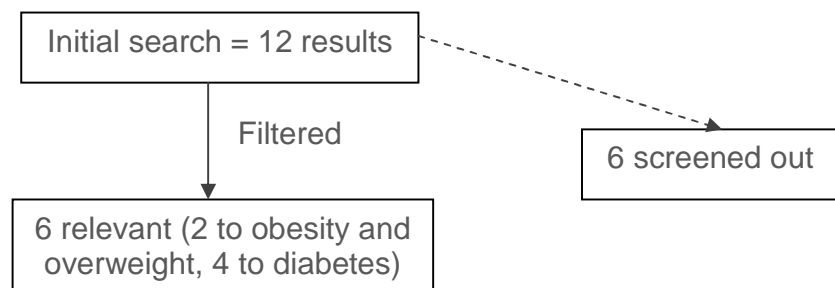 Initial search = 12 results
Filtered
6 screened out
6 relevant (2 to obesity and
overweight, 4 to diabetes)